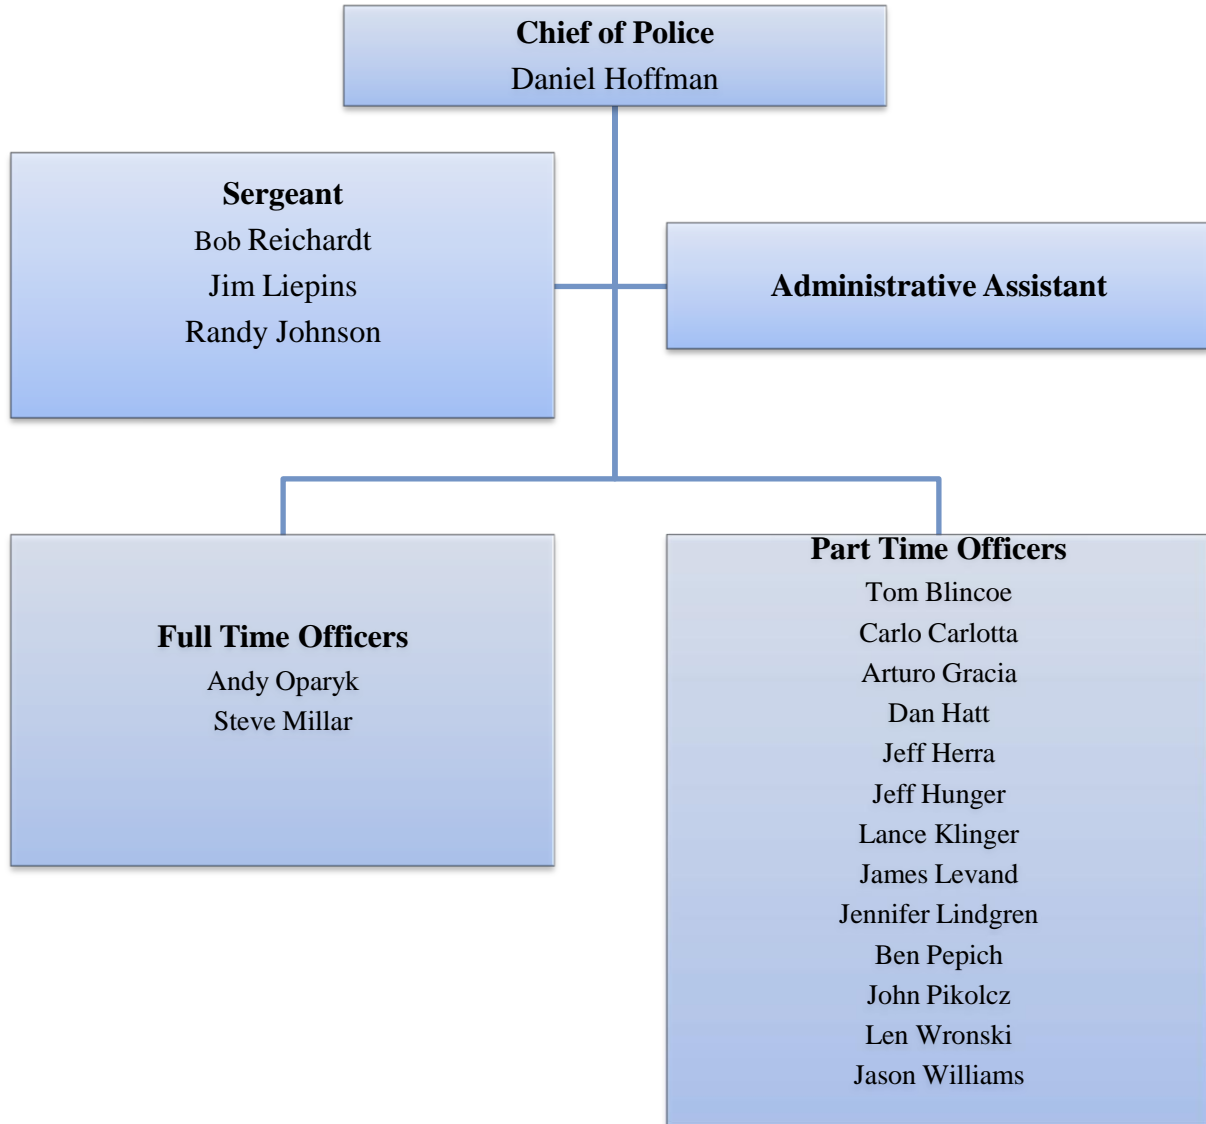 Chief of Police
Daniel Hoffman
Sergeant
Bob Reichardt
Jim Liepins
Randy Johnson
Administrative Assistant
Full Time Officers
Andy Oparyk
Steve Millar
Part Time Officers
Tom Blincoe
Carlo Carlotta
Arturo Gracia
Dan Hatt
Jeff Herra
Jeff Hunger
Lance Klinger
James Levand
Jennifer Lindgren
Ben Pepich
John Pikolcz
Len Wronski
Jason Williams